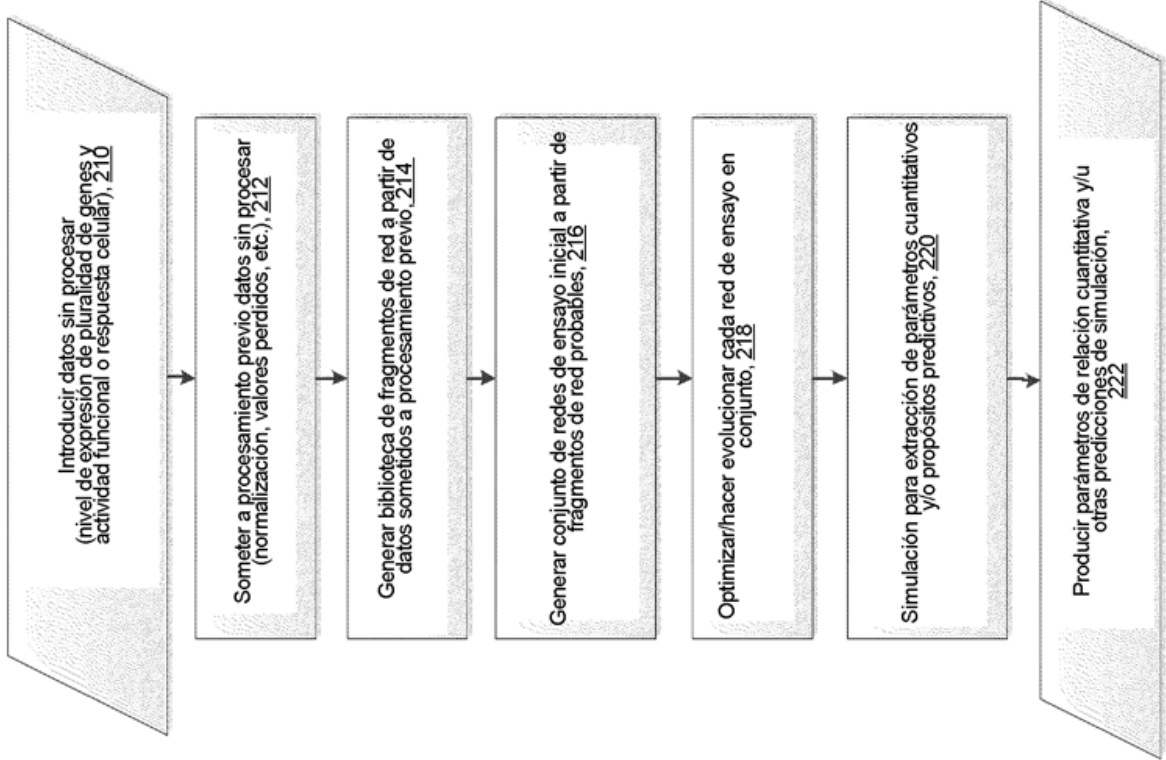 Introducir datos sin procesar
(nivel de expresión de pluralidad de genes y
actividad funcional o respuesta celular), 210
Someter a procesamiento previo datos sin procesar
(normalización, valores perdidos, etc.), 212
Generar biblioteca de fragmentos de red a partir de
datos sometidos a procesamiento previo, 214
Generar conjunto de redes de ensayo inicial a partir de
fragmentos de red probables, 216
Optimizar/hacer evolucionar cada red de ensayo en
conjunto, 218
Simulación para extracción de parámetros cuantitativos
y/o propósitos predictivos, 220
Producir parámetros de relación cuantitativa y/u
otras predicciones de simulación,
222